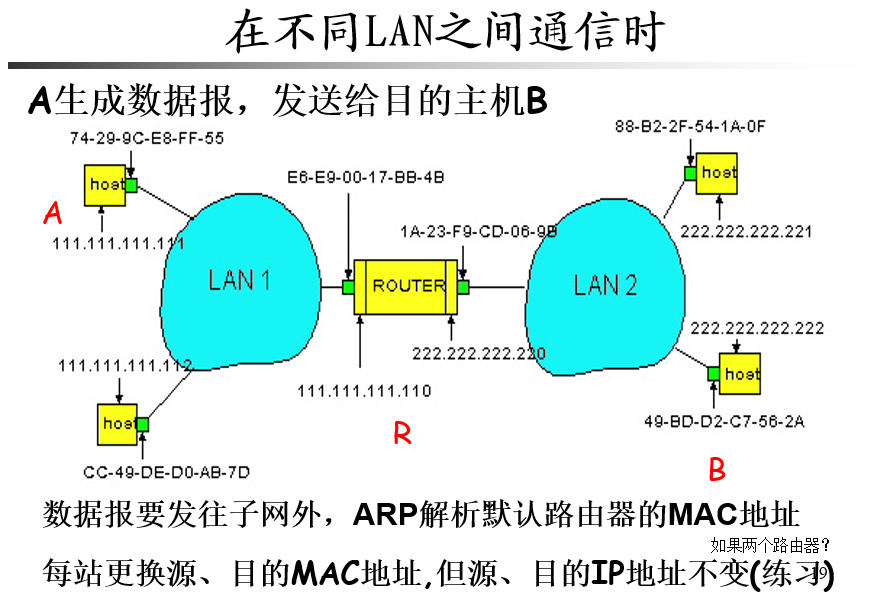 在不同LAN之间通信时
A生成数据报，发送给目的主机B
74-29-9C-E8-FF-55
88-B2-2F-54-1A-0F
host
E6-E9-00-17-BB-4B
host
A
111.111.111.111
1A-23-F9-CD-06-9B
222.222.222.221
LAN 1
ROUTER
LAN 2
222.222.222.222
111.111.111.112
222.222.222.220
host
111.111.111.110
host
R
49-BD-D2-C7-56-2A
CC-49-DE-D0-AB-7D
B
数据报要发往子网外，ARP解析默认路由器的MAC地址
如果两个路由器?
每站更换源、目的MAC地址,但源、目的IP地址不变(练习)